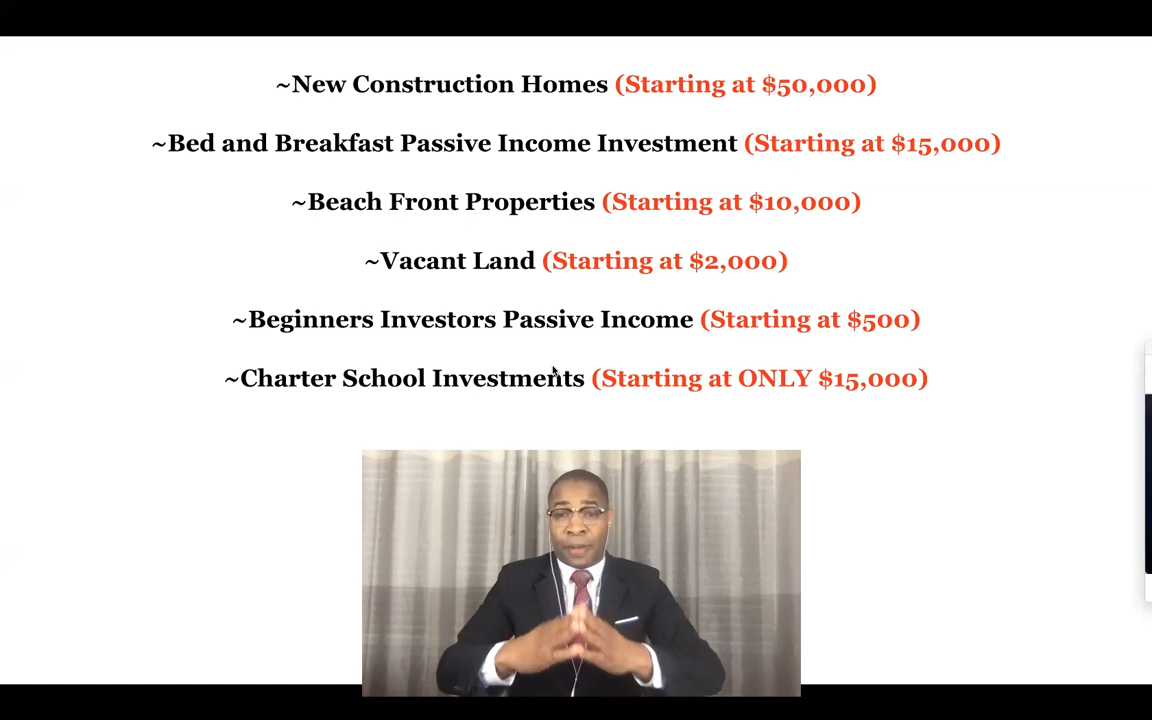 ~New Construction Homes (Starting at $50,000)
~Bed and Breakfast Passive Income Investment (Starting at $15,000)
~Beach Front Properties (Starting at $10,000)
~Vacant Land (Starting at $2,000)
~Beginners Investors Passive Income (Starting at $500)
~Charter School Investments (Starting at ONLY $15,000)